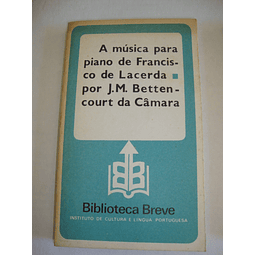 A música para
piano de Francis-
co de Lacerda ■
por J.M. Betten-
court da Câmara
Biblioteca Breve
INSTITUTO DE CULTURA E LÍNGUA PORTUGUESA